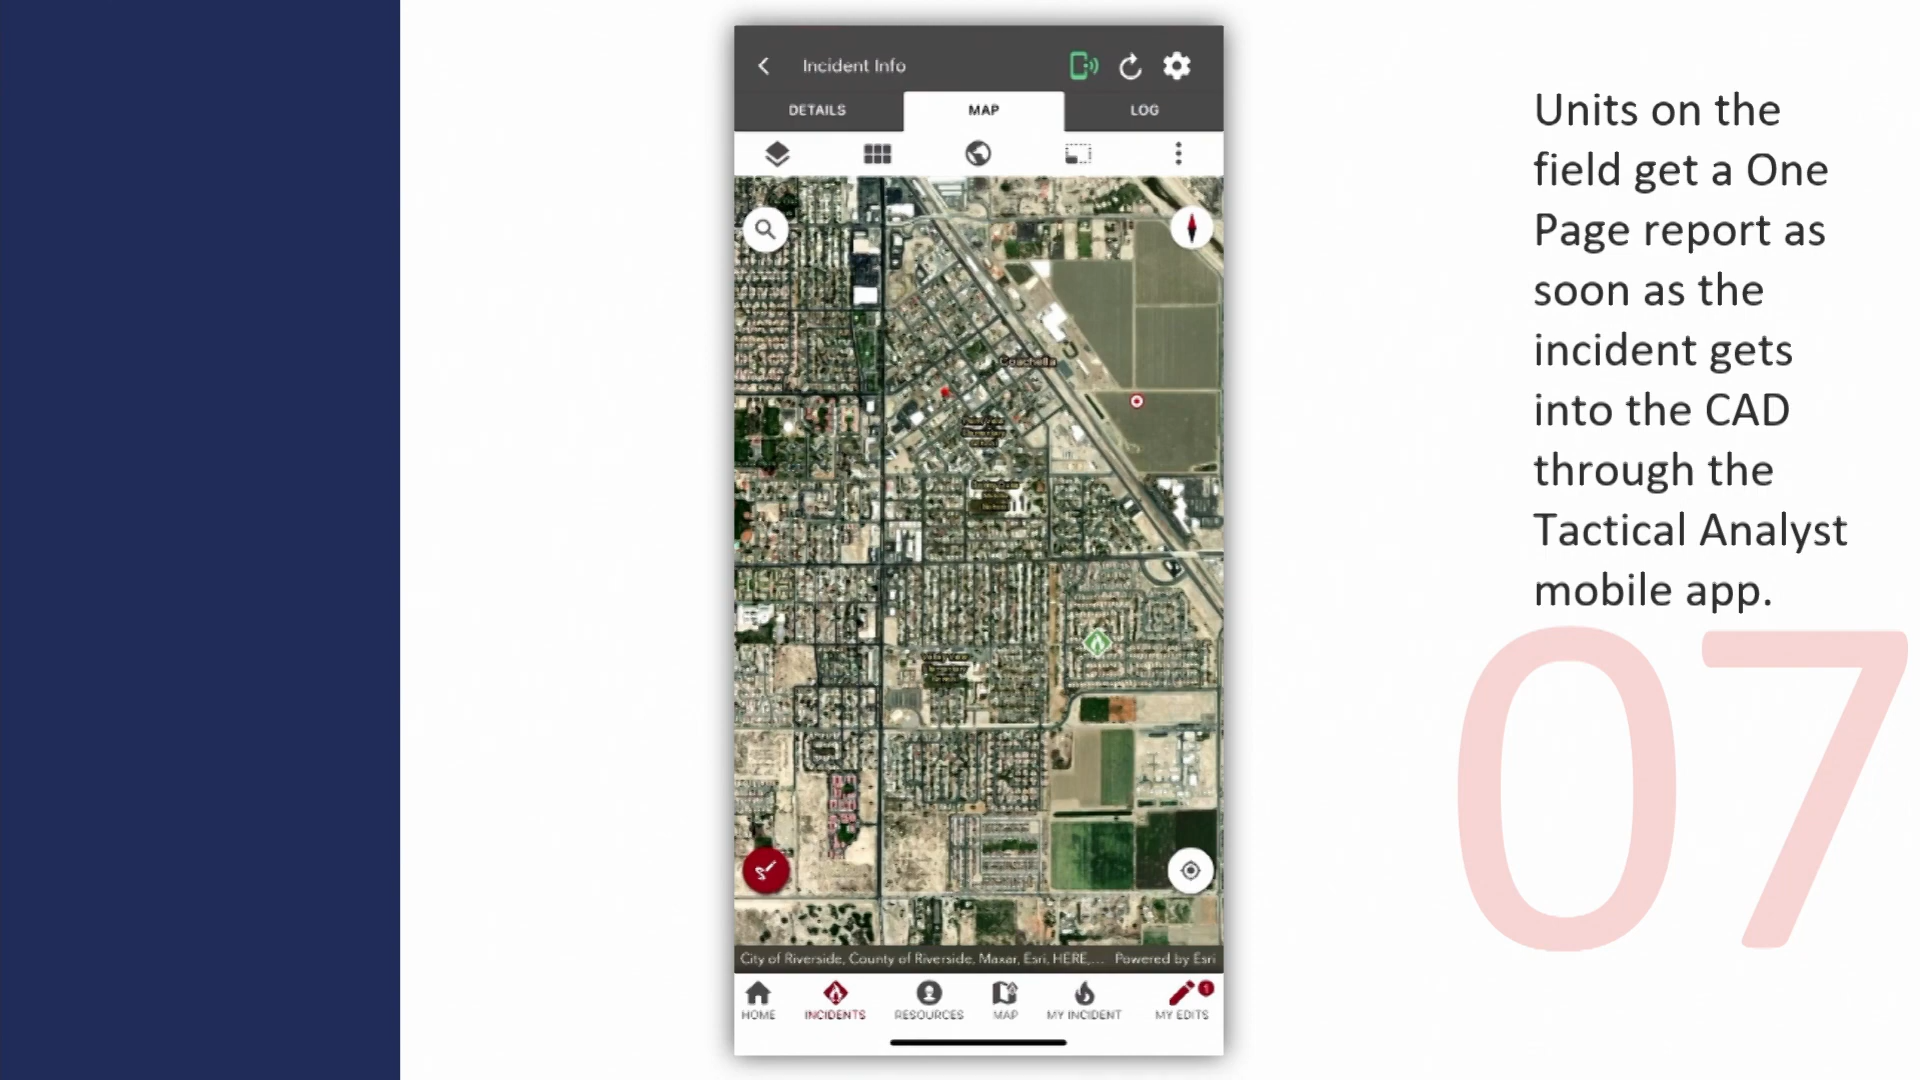 Incident Info
DETAILS
MAP
LOG
Coachella
City of Riverside, County of Riverside, Maxar, Esri, HERE,... Powered by Esri
HOME
INCIDENTS
RESOURCES
MAP
MY INCIDENT
MY EDITS
1
Units on the
field get a One
Page report as
soon as the
incident gets
into the CAD
through the
Tactical Analyst
mobile app.
07